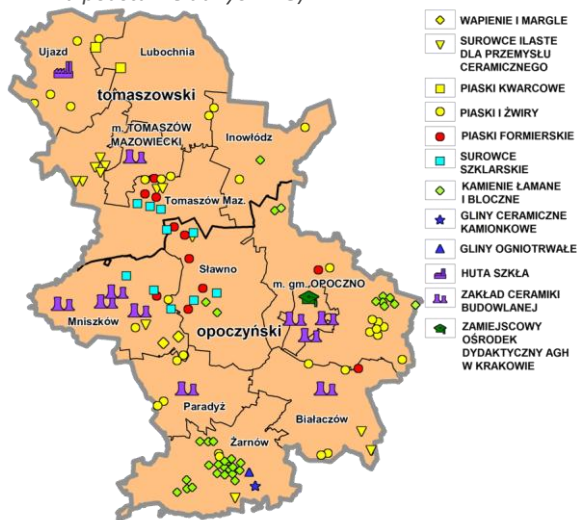 Ujazd
Lubochnia
tomaszowski
m. TOMASZÓW
MAZOWIECKI
Inowłódz
Tomaszów Maz.
Sławno
m. gm. OPOCZNO
Mniszków
opoczyński
Paradyż
Białaczów
Żarnów
WAPIENIE I MARGLE
SUROWCE ILASTE
DLA PRZEMYSŁU
CERAMICZNEGO
PIASKI KWARCOWE
PIASKI I ŻWIRY
PIASKI FORMIERSKIE
SUROWCE
SZKLARSKIE
KAMIENIE ŁAMANE
I BLOCZNE
GLINY CERAMICZNE
KAMIONKOWE
GLINY OGNIOTRWAŁE
HUTA SZKŁA
ZAKŁAD CERAMIKI
BUDOWLANEJ
ZAMIEJSCOWY
OŚRODEK
DYDAKTYCZNY AGH
W KRAKOWIE